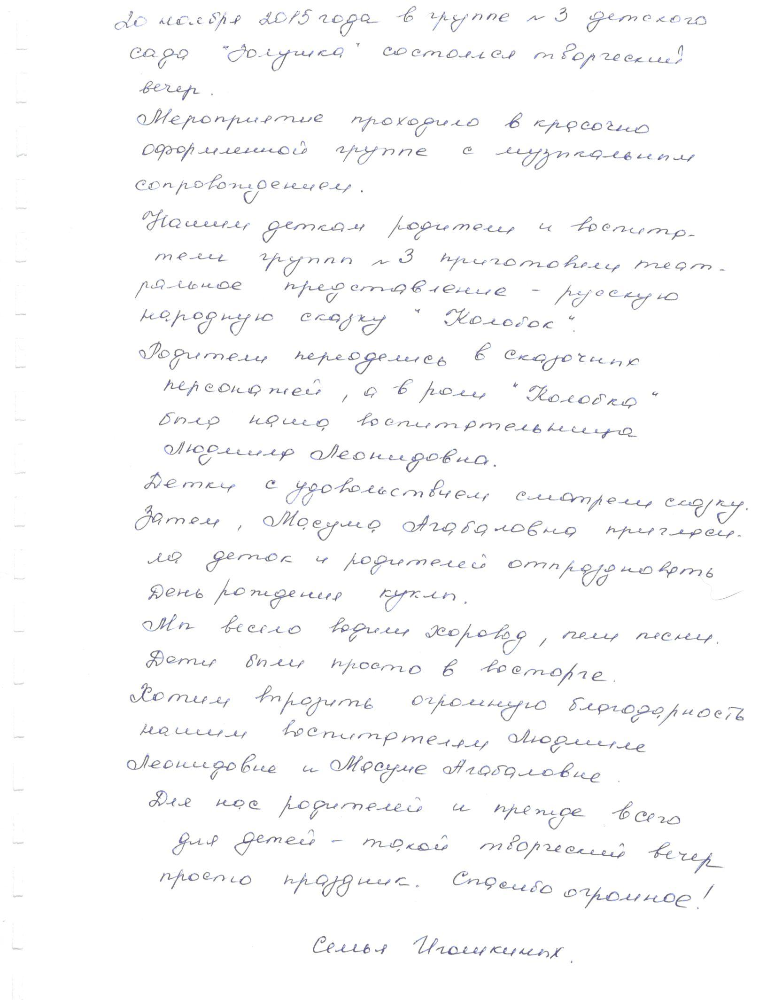 20 ноября 2015 года в группе № 3 детского
сада "Золушка" состоялся творческий
вечер.
Мероприятие проходило в красочно
оформленной группе с музыкальным
сопровождением.
Нашим деткам родители и воспита-
тели группы № 3 приготовили театр-
ральное представление - русскую
народную сказку "Колобок".
Родители переоделись в сказочных
персонажей, а в роли "Колобка"
была наша воспитательница
Людмила Леонидовна.
Детки с удовольствием смотрели сказку.
Затем, Масума Агабаловна пригласи-
ла деток и родителей отпраздновать
День рождения куклы.
Мы весело водили хоровод, пели песни.
Дети были просто в восторге.
Хотим выразить огромную благодарность
нашим воспитателям Людмиле
Леонидовне и Масуме Агабаловне.
Для нас родителей и прежде всего
для детей - такой творческий вечер
просто праздник. Спасибо огромное!
Семья Игошкиных.